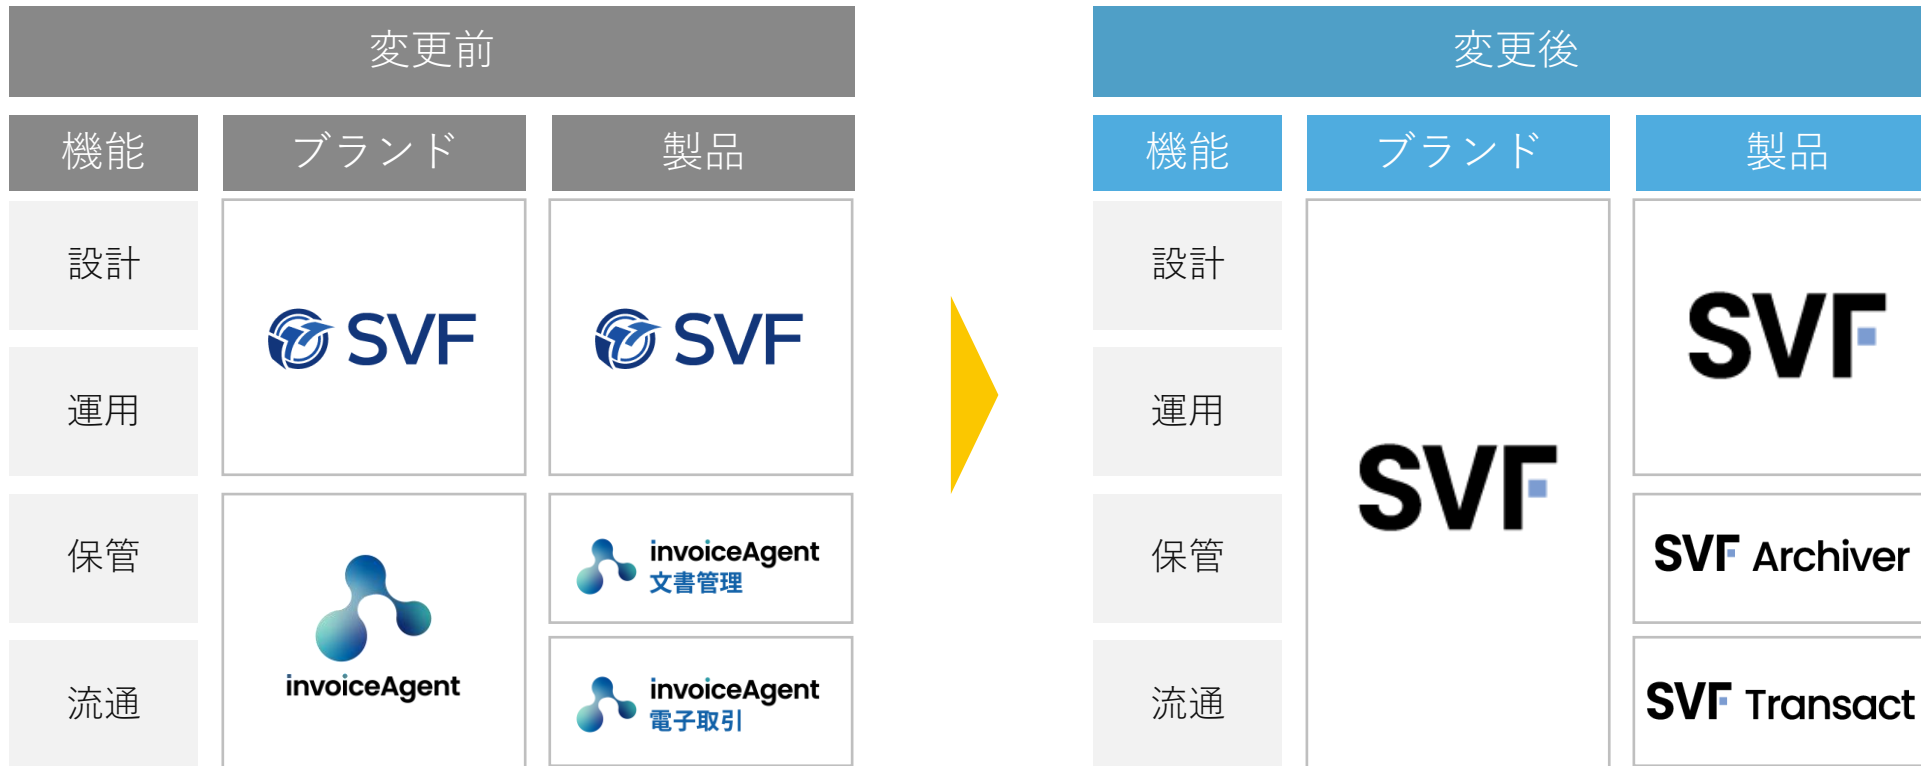 変更前
機能
ブランド
製品
設計
運用
保管
流通
SVF
SVF
invoiceAgent
invoiceAgent
文書管理
invoiceAgent
電子取引
変更後
機能
ブランド
製品
設計
運用
保管
流通
SVF
SVF
SVF Archiver
SVF Transact